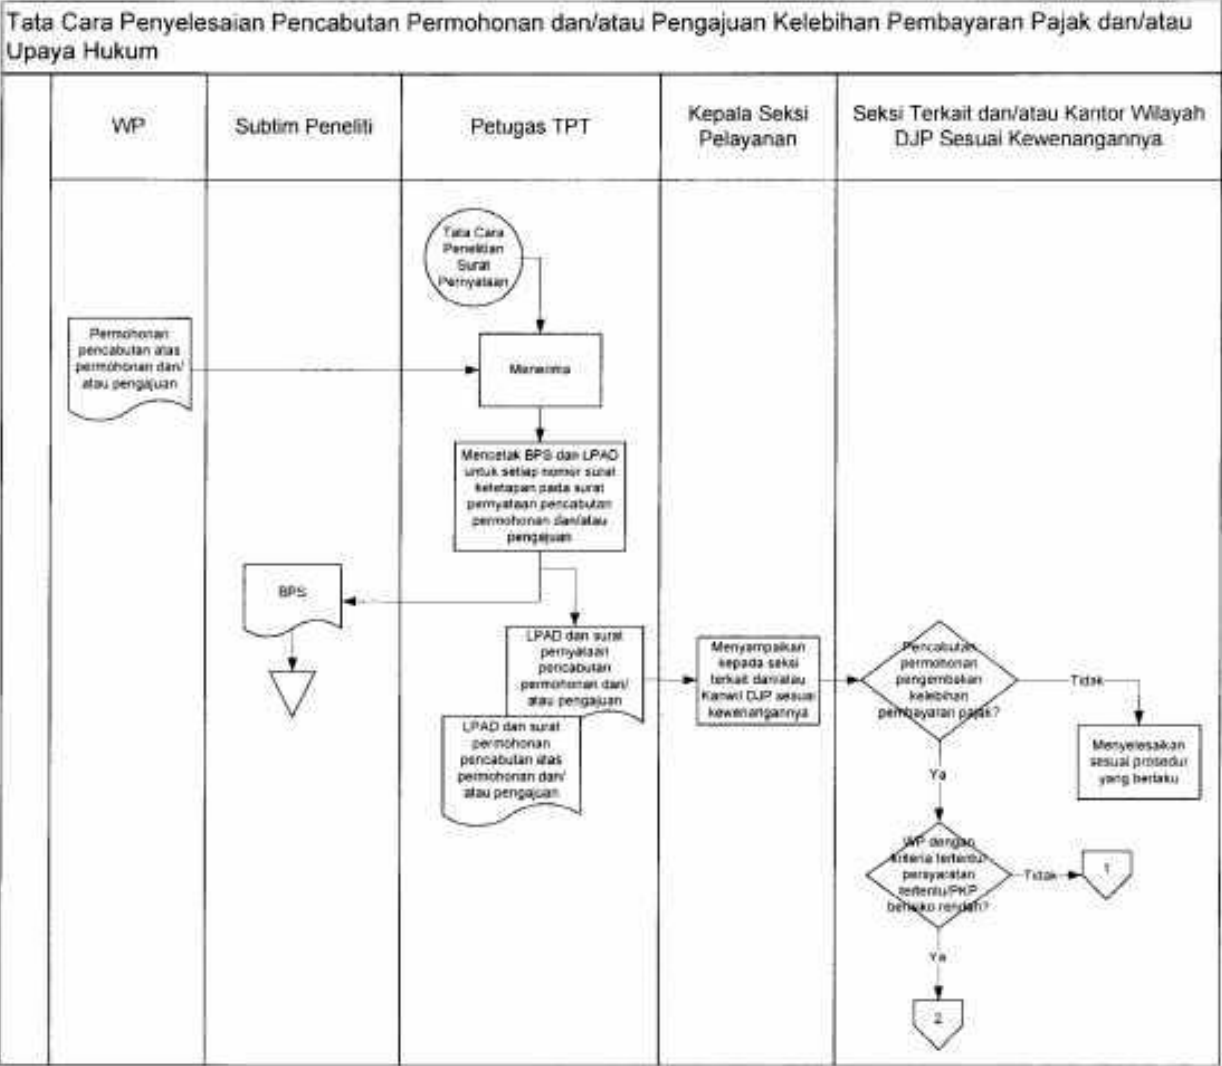 Tata Cara Penyelesaian Pencabutan Permohonan dan/atau Pengajuan Kelebihan Pembayaran Pajak dan/atau
Upaya Hukum
WP
Subtim Peneliti
Petugas TPT
Kepala Seksi
Pelayanan
Seksi Terkait dan/atau Kantor Wilayah
DJP Sesuai Kewenangannya
Tata Cara
Penelitian
Surat
Pernyataan
Permohonan
pencabutan atas
permohonan dan/
atau pengajuan
Menerima
Mencetak BPS dan LPAD
untuk setiap nomor surat
ketetapan pada surat
pernyataan pencabutan
permohonan dan/atau
pengajuan
BPS
LPAD dan surat
pernyataan
pencabutan
permohonan dan/
atau pengajuan
LPAD dan surat
permohonan
pencabutan atas
permohonan dan/
atau pengajuan
Menyampaikan
kepada seksi
terkait dan/atau
Kanwil DJP sesuai
kewenangannya
Pencabutan
permohonan
pengembakan
kelebihan
pembayaran pajak?
Tidak
Menyelesaikan
sesuai prosedur
yang berlaku
Ya
WP dengan
kriteria tertentu/
persyaratan
tertentu/PKP
berisiko rendah?
Tidak
1
Ya
2